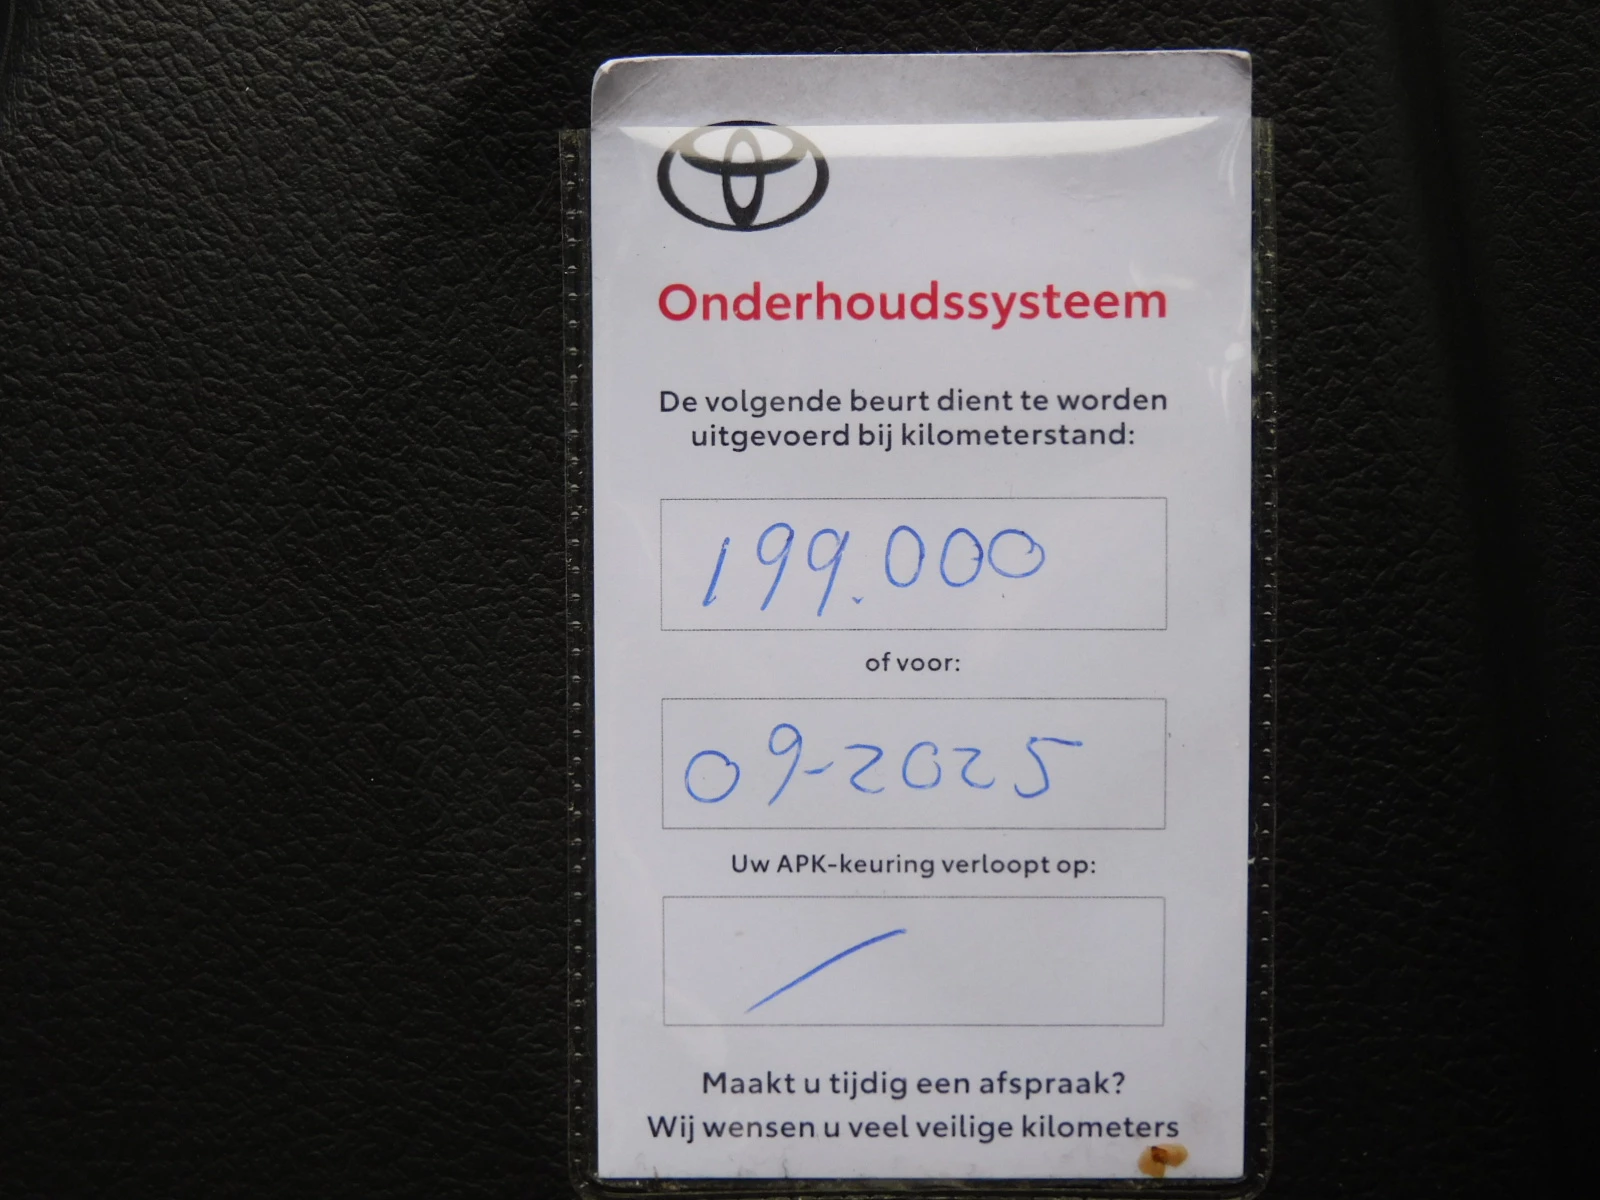 Onderhoudssysteem
De volgende beurt dient te worden
uitgevoerd bij kilometerstand:
199.000
of voor:
09-2025
Uw APK-keuring verloopt op:
Maakt u tijdig een afspraak?
Wij wensen u veel veilige kilometers